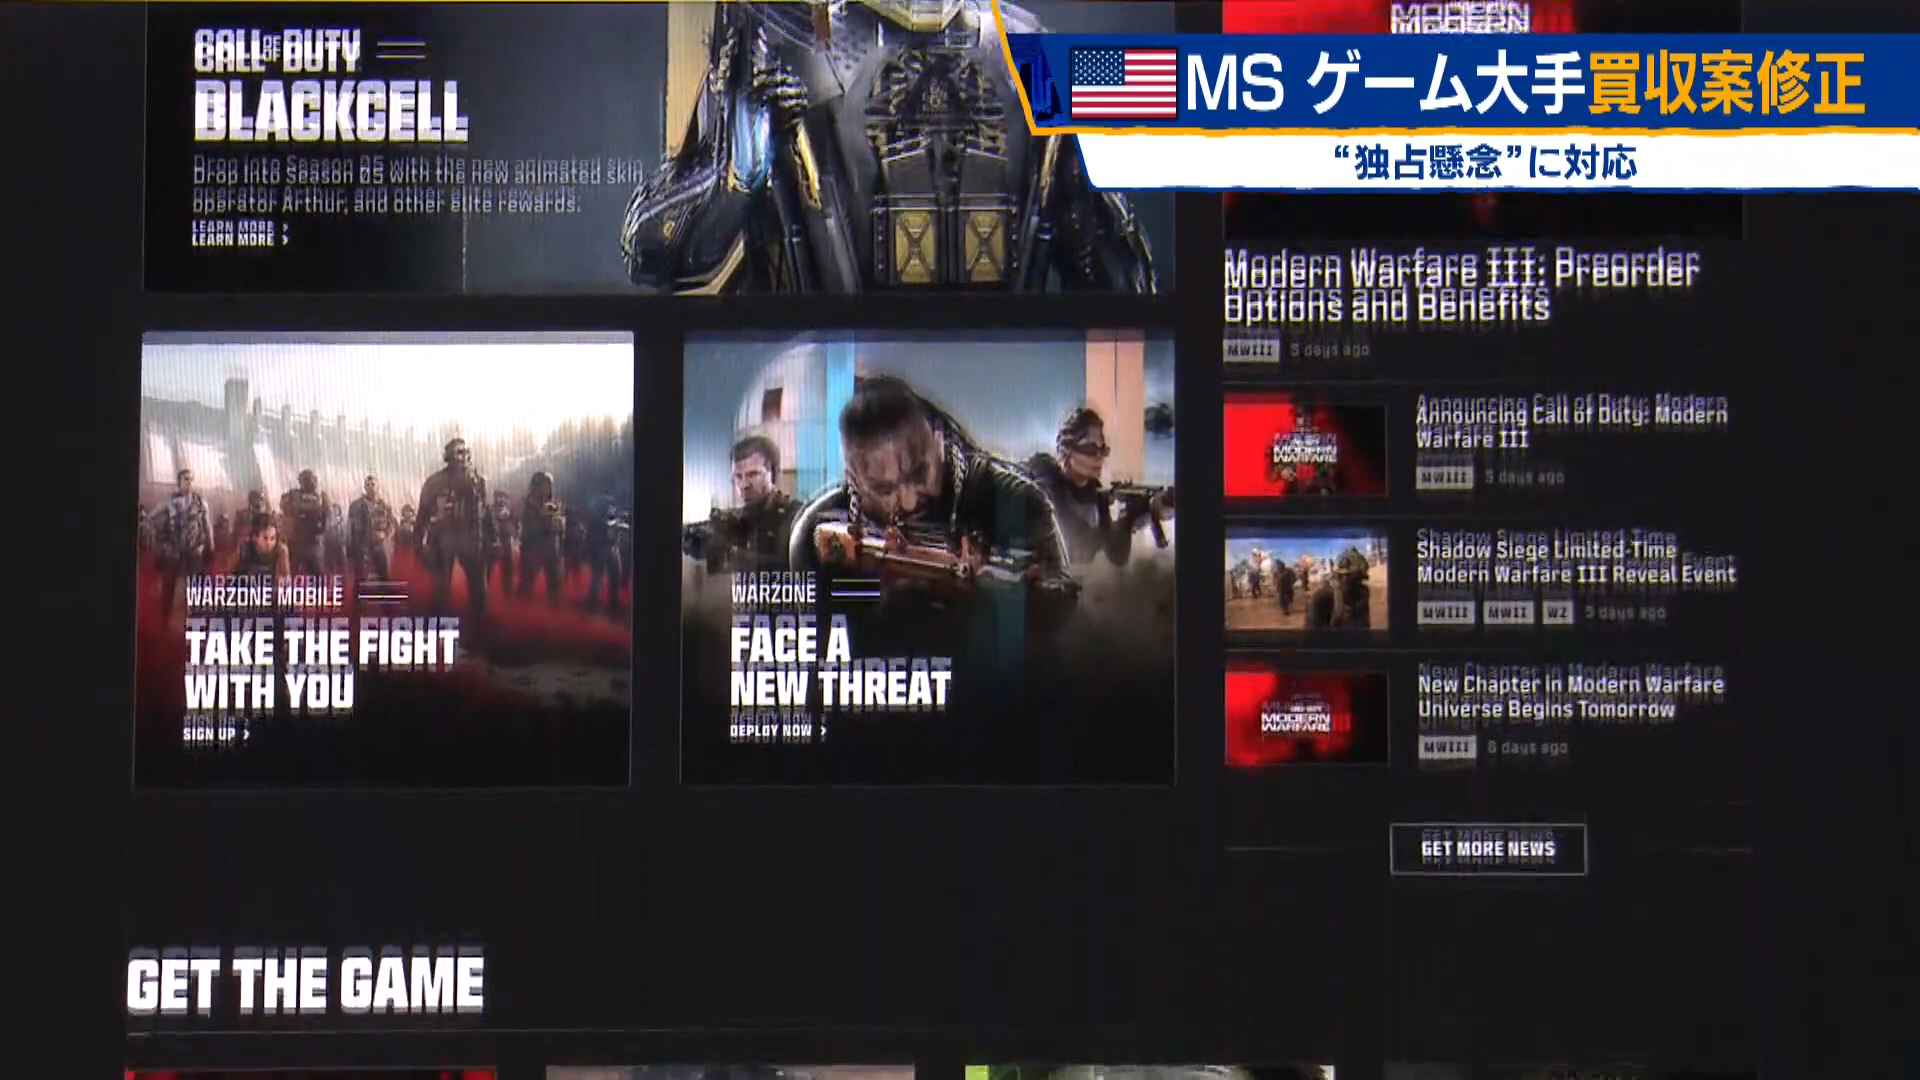 MS ゲーム大手買収案修正
“独占懸念”に対応
CALL OF DUTY
BLACKCELL
Drop into Season 05 with the new animated skin,
operator Arthur, and other elite rewards.
LEARN MORE
WARZONE MOBILE
TAKE THE FIGHT
WITH YOU
SIGN UP
WARZONE
FACE A
NEW THREAT
DEPLOY NOW
MODERN
Modern Warfare III: Preorder
Options and Benefits
MWIII 5 days ago
MODERN
WARFARE
Announcing Call of Duty: Modern
Warfare III
MWIII 5 days ago
Shadow Siege Limited-Time
Modern Warfare III Reveal Event
MWIII MWII WZ 5 days ago
MODERN
WARFARE
New Chapter in Modern Warfare
Universe Begins Tomorrow
MWIII 6 days ago
GET MORE NEWS
GET THE GAME